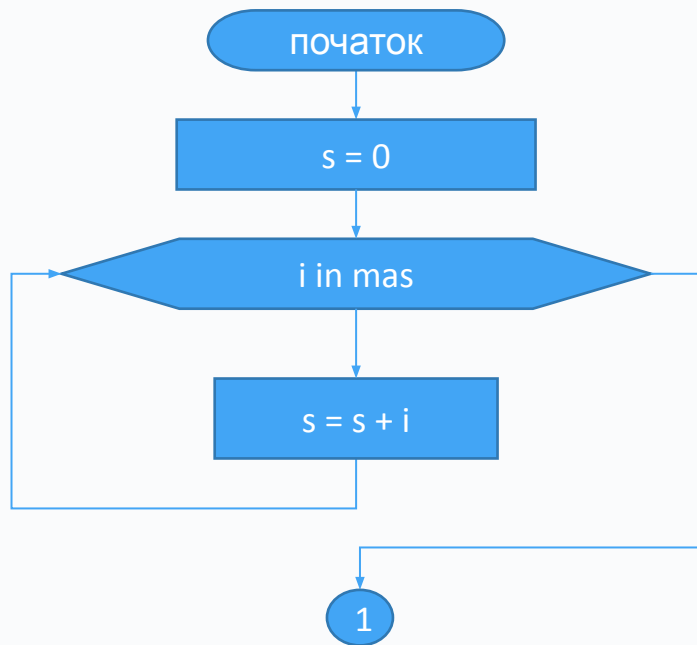 початок
s = 0
i in mas
s = s + i
1